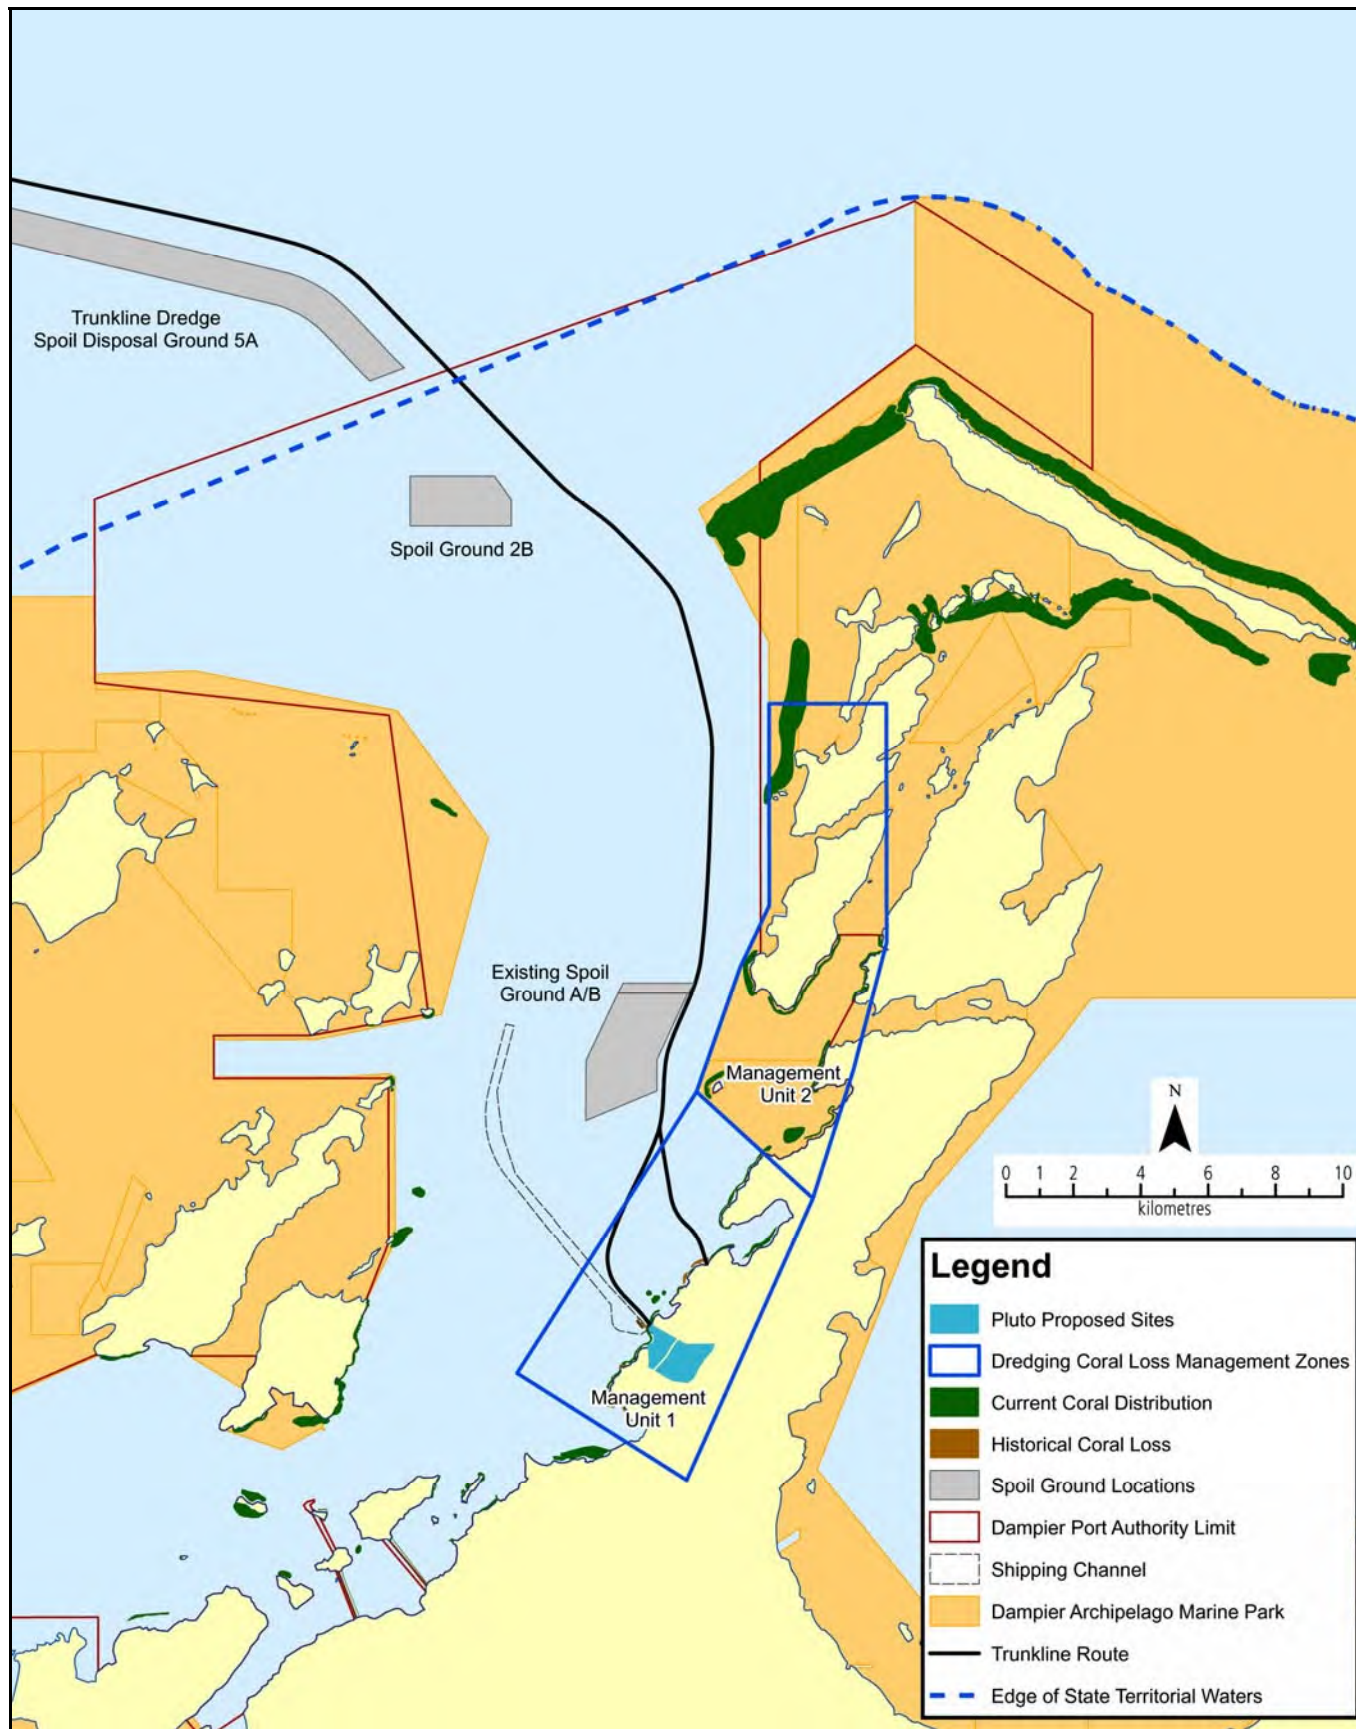 Trunkline Dredge
Spoil Disposal Ground 5A
Spoil Ground 2B
Existing Spoil
Ground A/B
Management
Unit 2
Management
Unit 1
N
0 1 2 4 6 8 10
kilometres
Legend
Pluto Proposed Sites
Dredging Coral Loss Management Zones
Current Coral Distribution
Historical Coral Loss
Spoil Ground Locations
Dampier Port Authority Limit
Shipping Channel
Dampier Archipelago Marine Park
Trunkline Route
Edge of State Territorial Waters